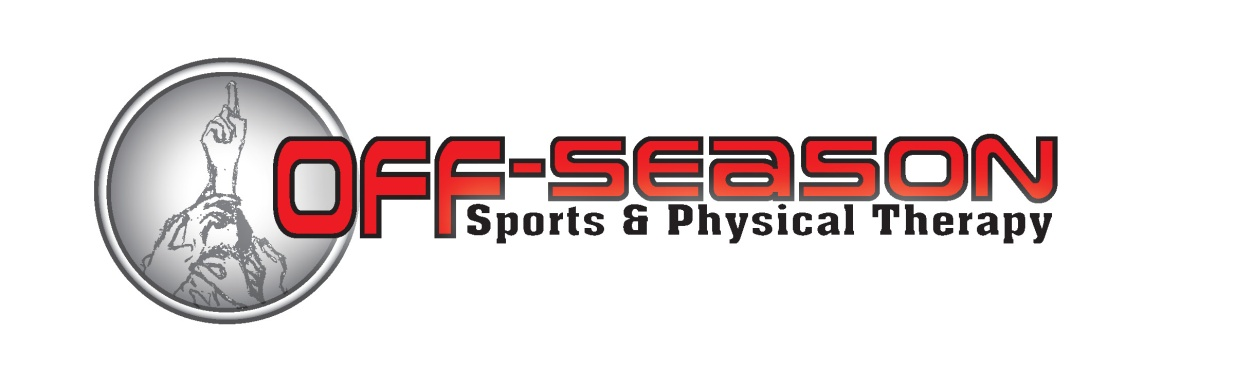 OFF-SEASON
Sports & Physical Therapy